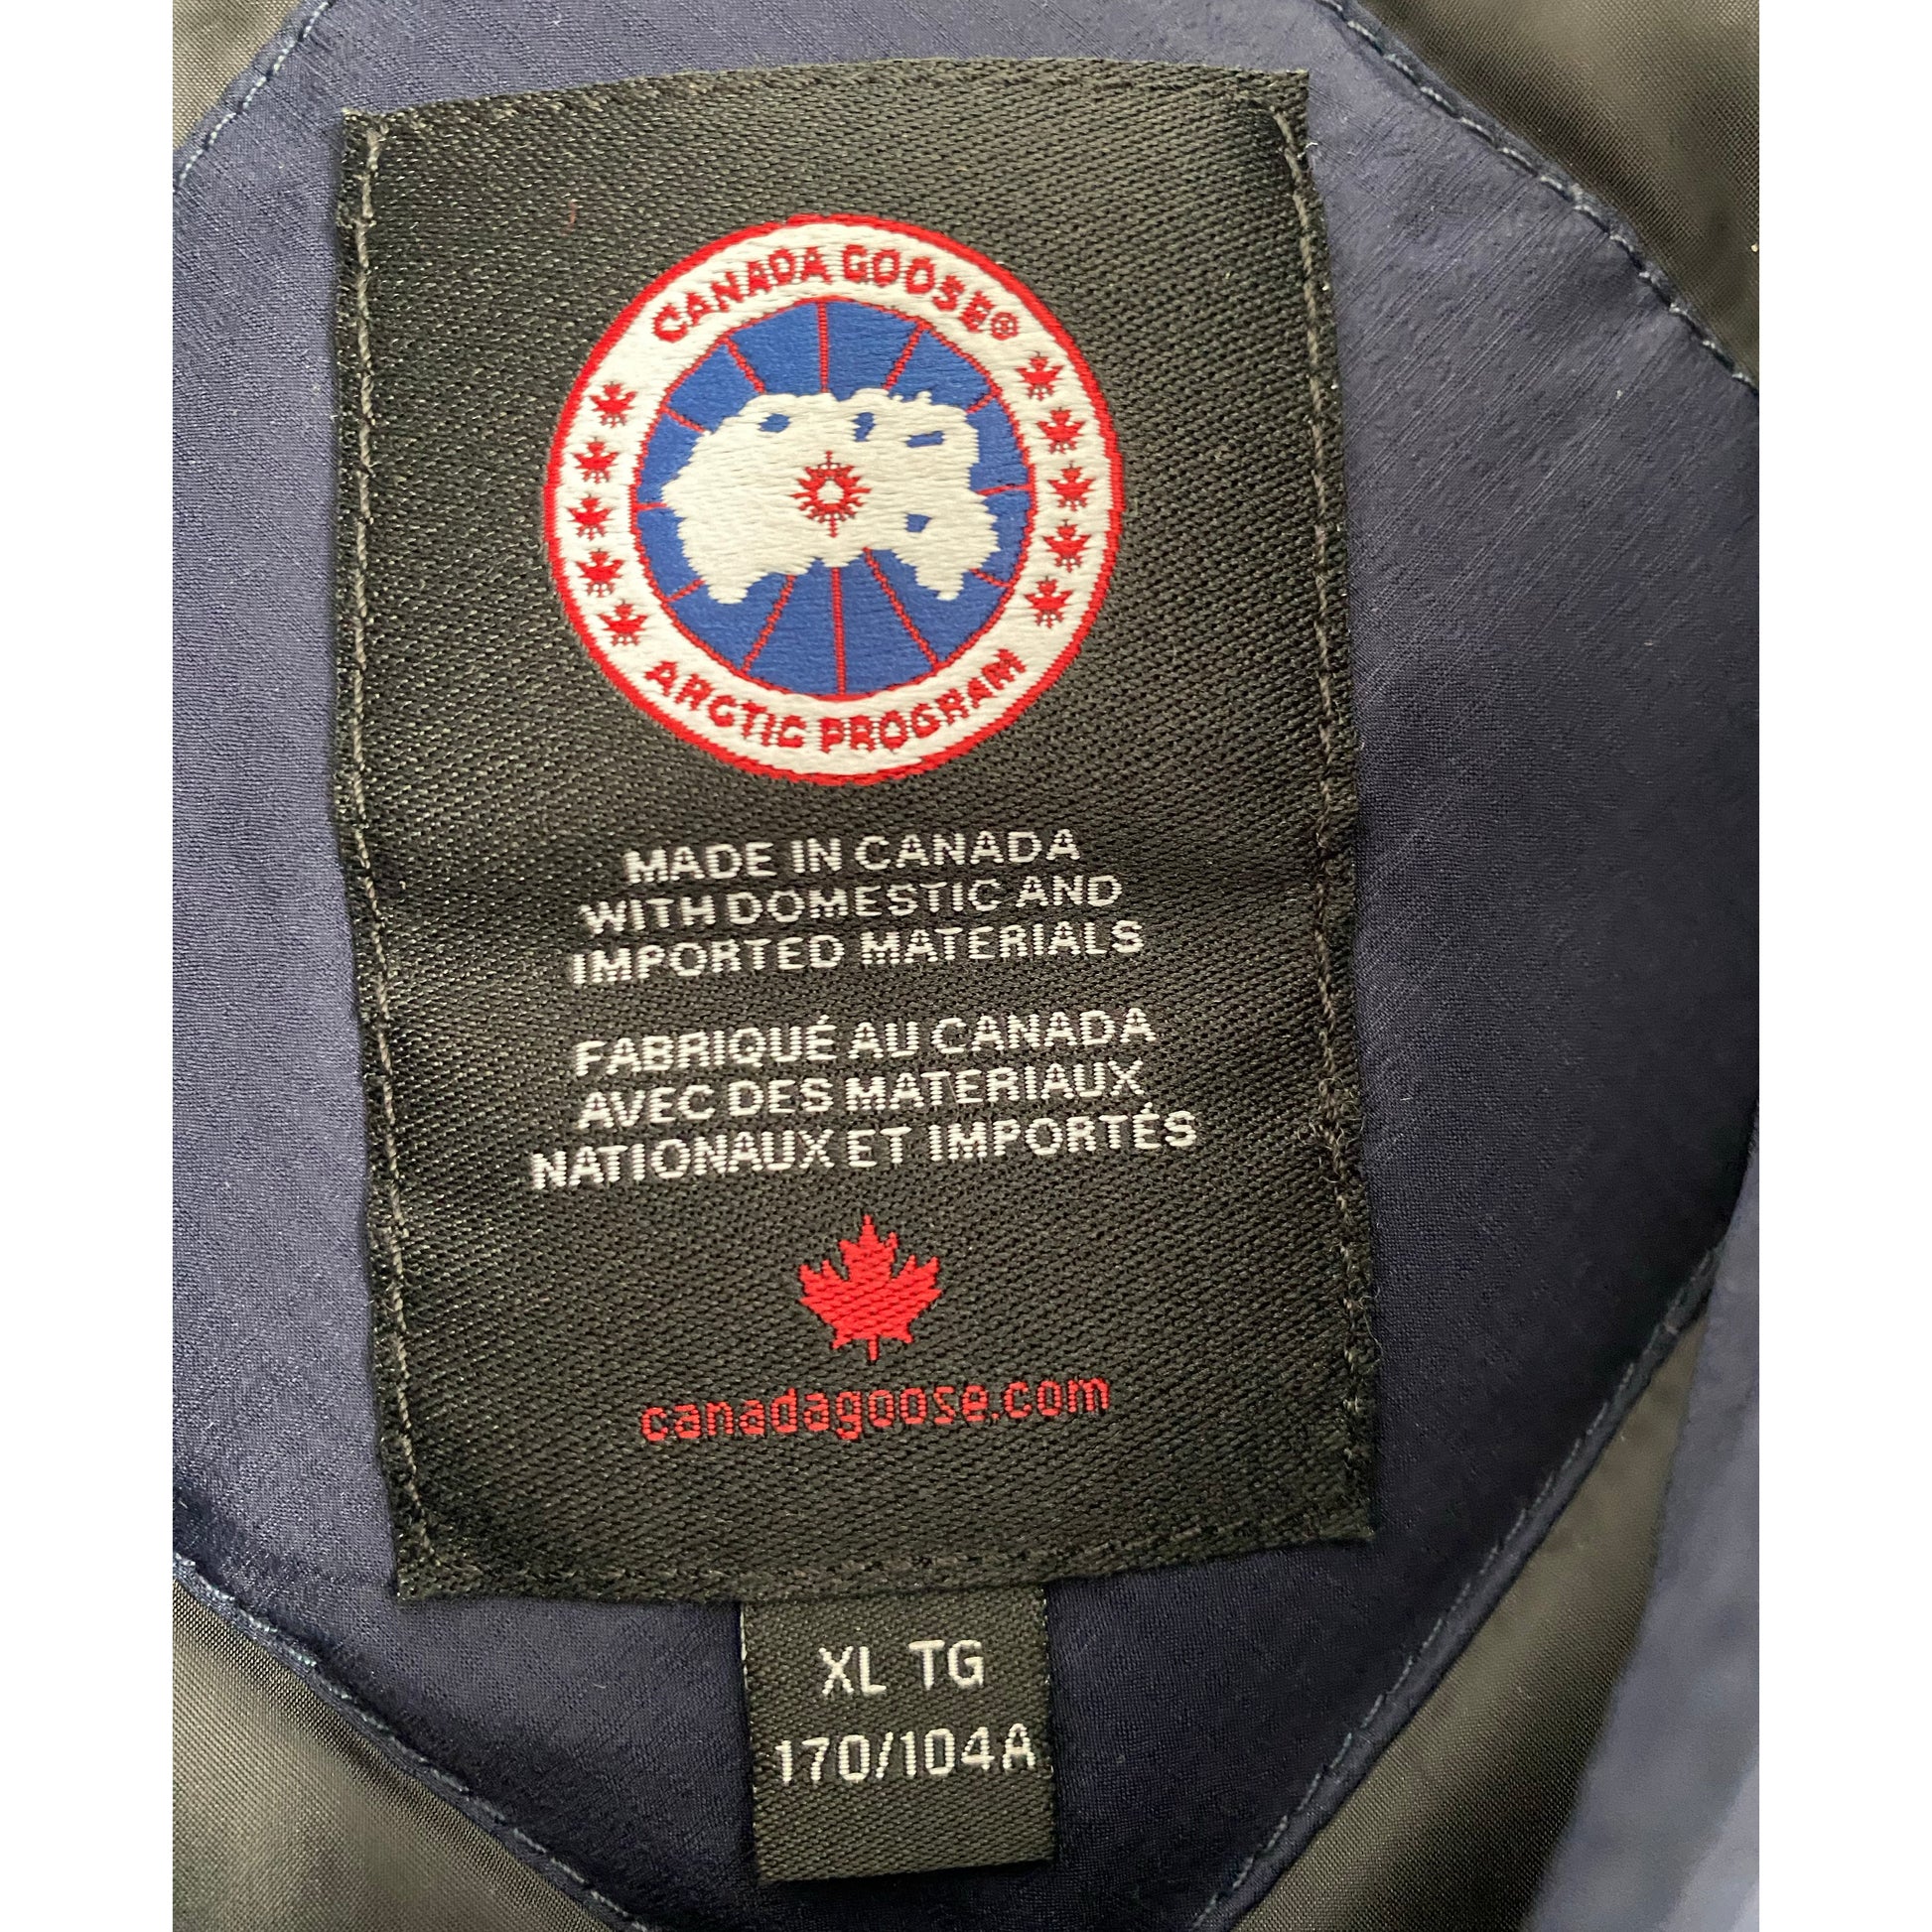 CANADA GOOSE®
ARCTIC PROGRAM
MADE IN CANADA
WITH DOMESTIC AND
IMPORTED MATERIALS
FABRIQUÉ AU CANADA
AVEC DES MATERIAUX
NATIONAUX ET IMPORTÉS
canadagoose.com
XL TG
170/104A